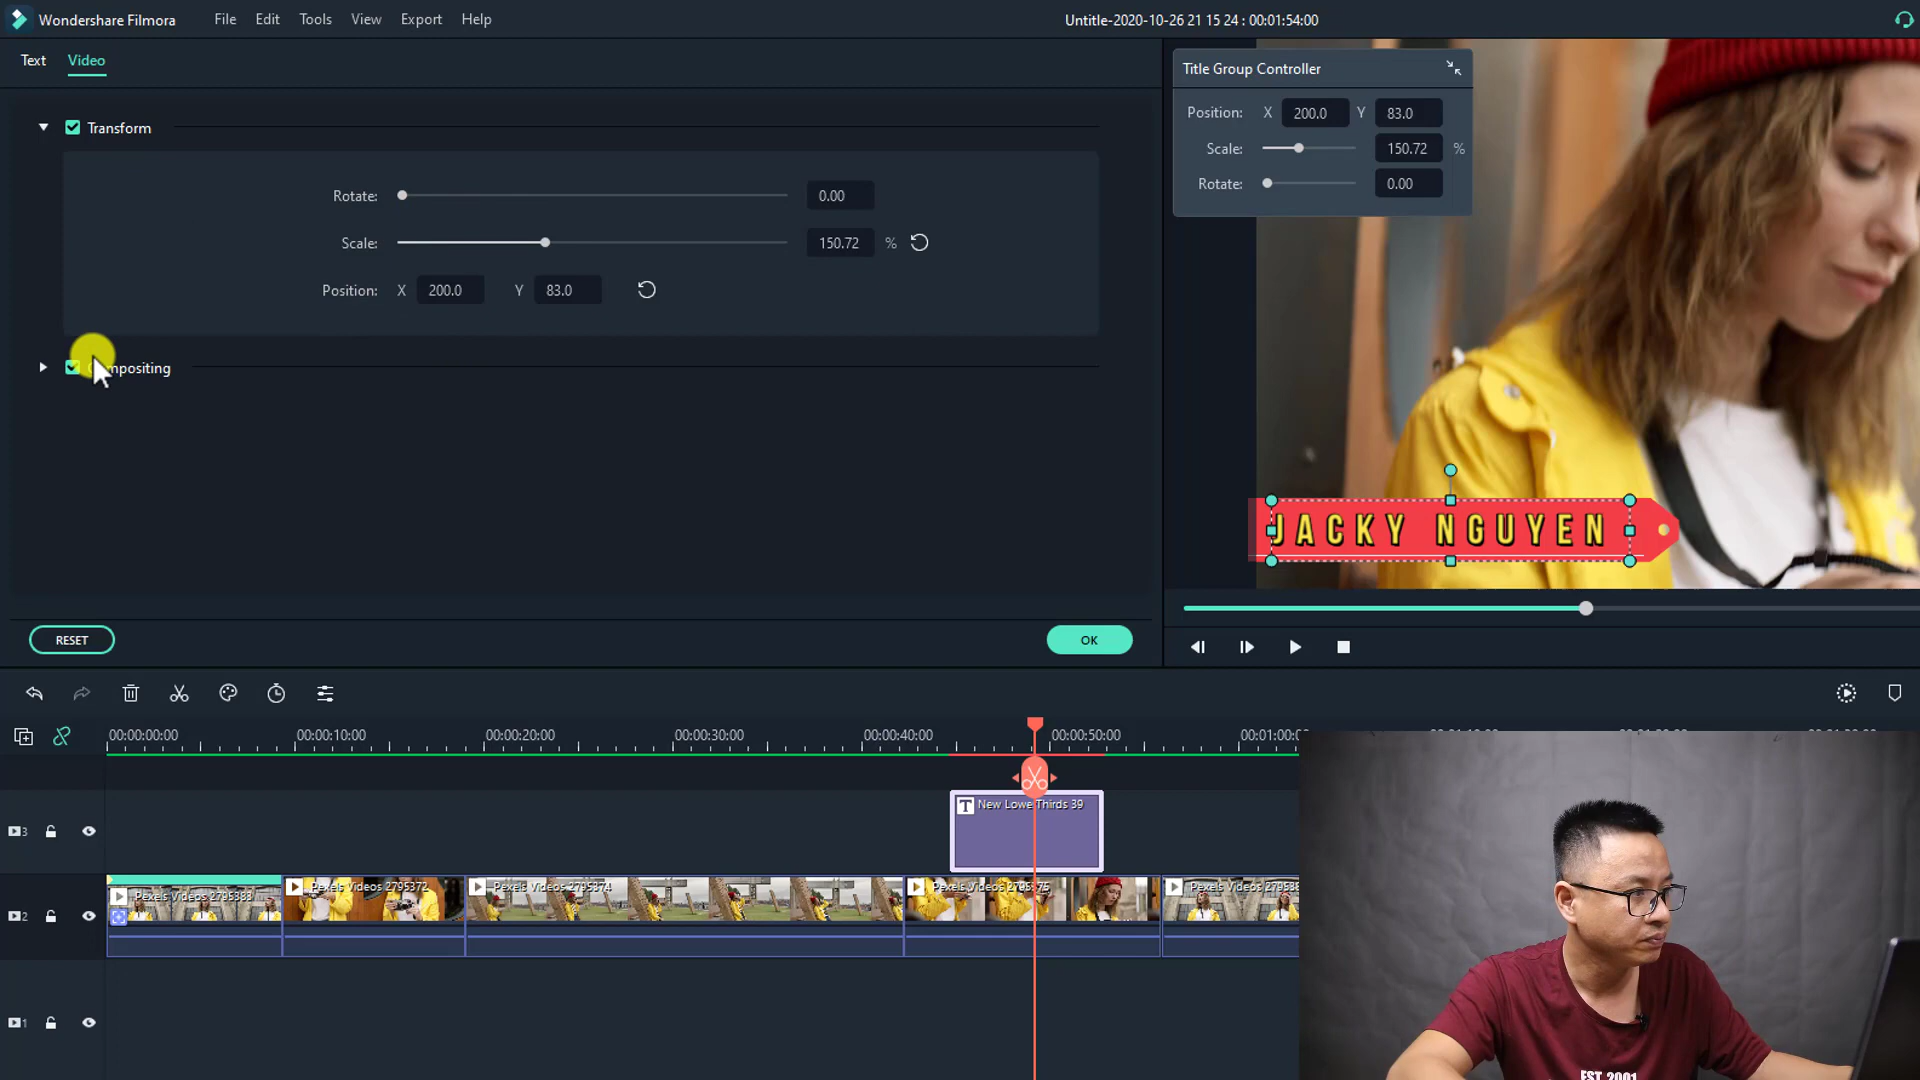 Wondershare Filmora File Edit Tools View Export Help Untitle-2020-10-26 21 15 24 : 00:01:54:00
Text Video
Title Group Controller
Position: X 200.0 Y 83.0
Scale: 150.72 %
Rotate: 0.00
Transform
Rotate: 0.00
Scale: 150.72 %
Position: X 200.0 Y 83.0
JACKY NGUYEN
RESET OK
00:00:00:00 00:00:10:00 00:00:20:00 00:00:30:00 00:00:40:00 00:00:50:00
T New Lowe Thirds 39
3
Pexels Videos 2795383 Pexels Videos 2795372 Pexels Videos 2795374
2
1
EST 2001